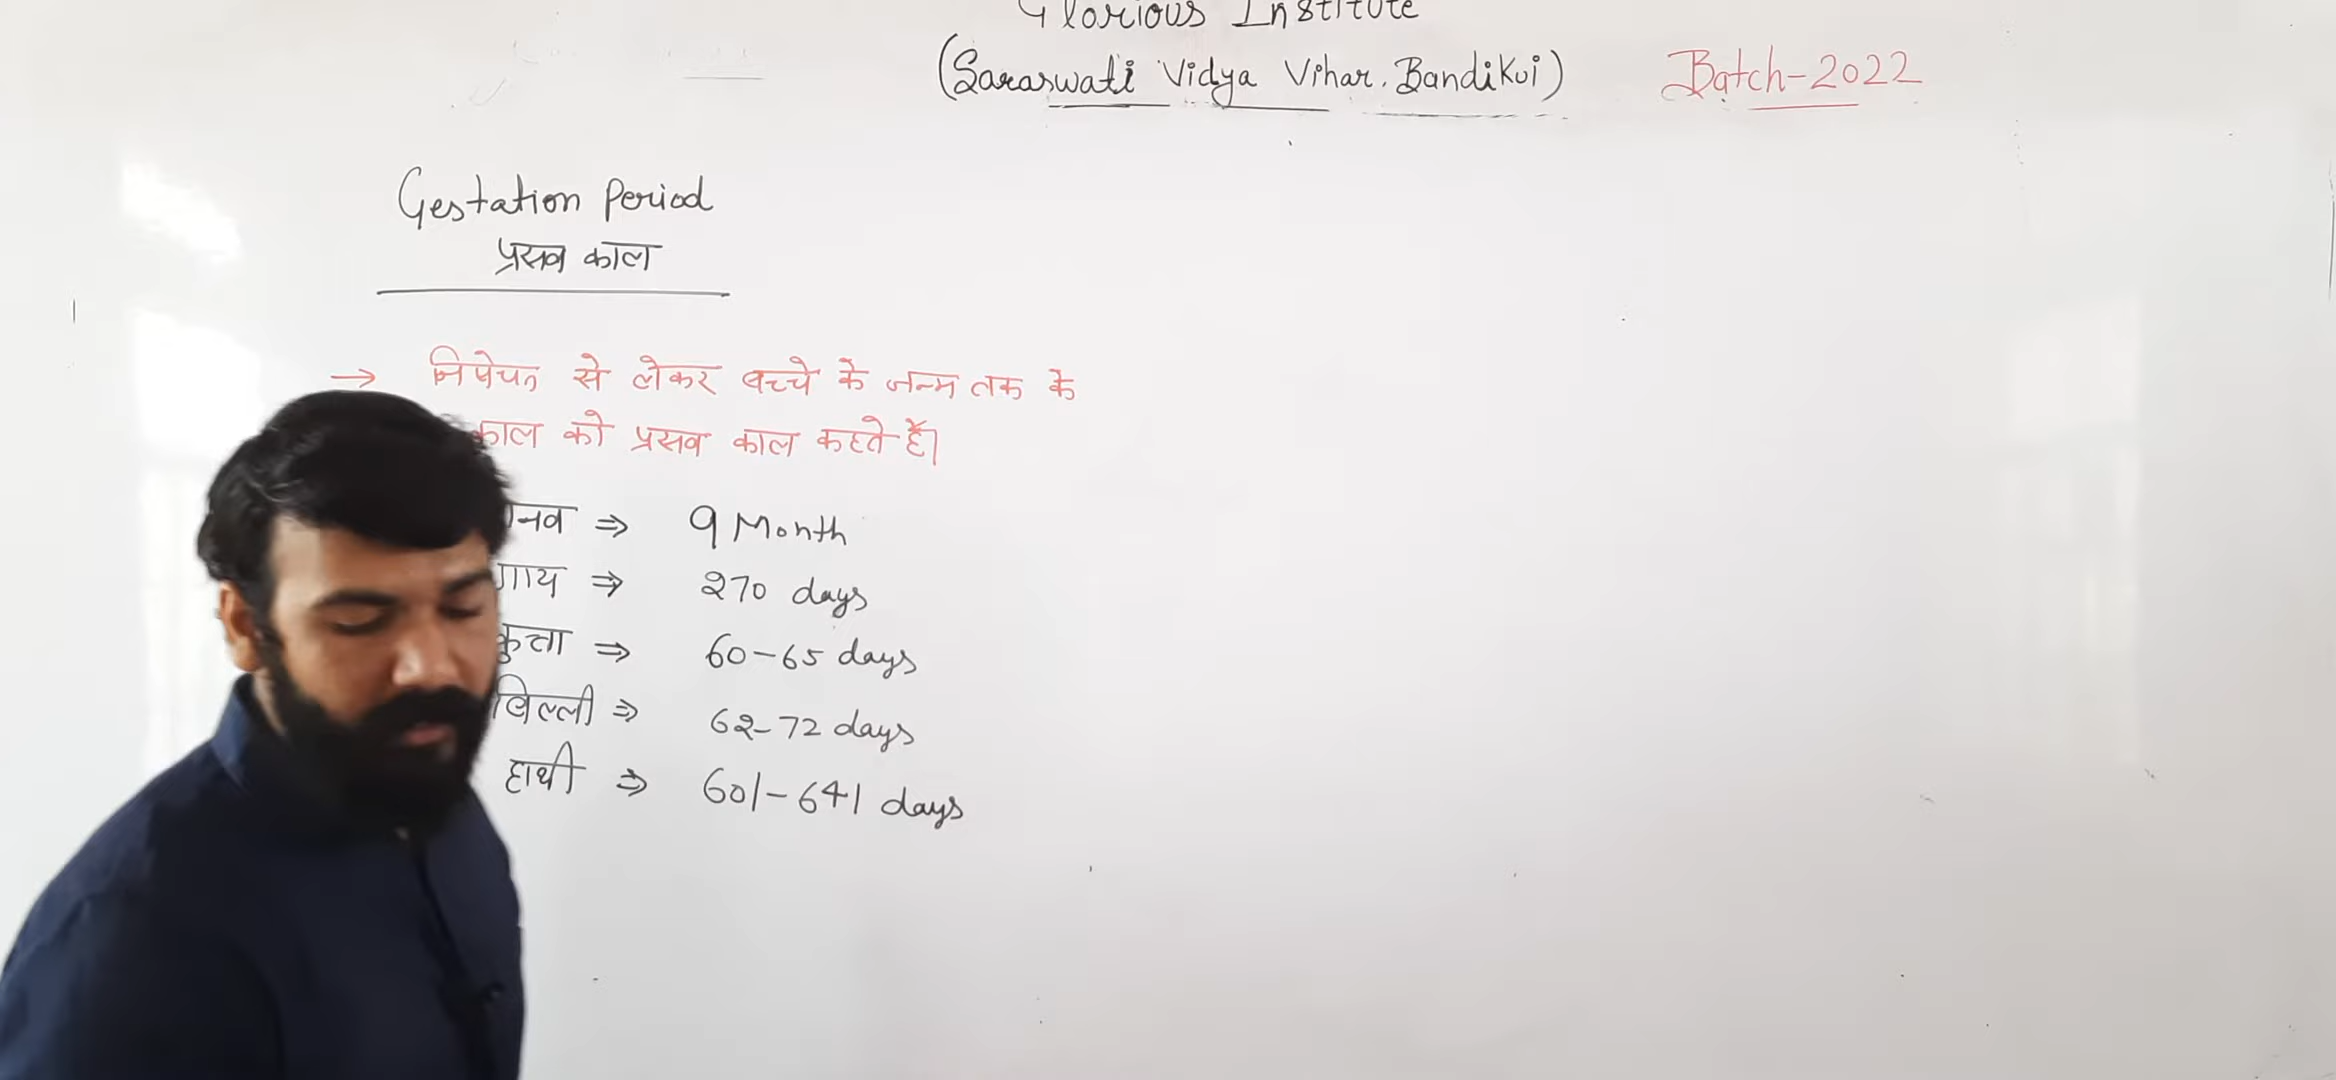 Glorious Institute
(Saraswati Vidya Vihar. Bandikui) Batch-2022
Gestation Period
प्रसव काल
→ निषेचन से लेकर बच्चे के जन्म तक के
काल को प्रसव काल कहते हैं।
⇒ 9 Month
गाय ⇒ 270 days
कुत्ता ⇒ 60-65 days
बिल्ली ⇒ 62-72 days
हाथी ⇒ 601-641 days